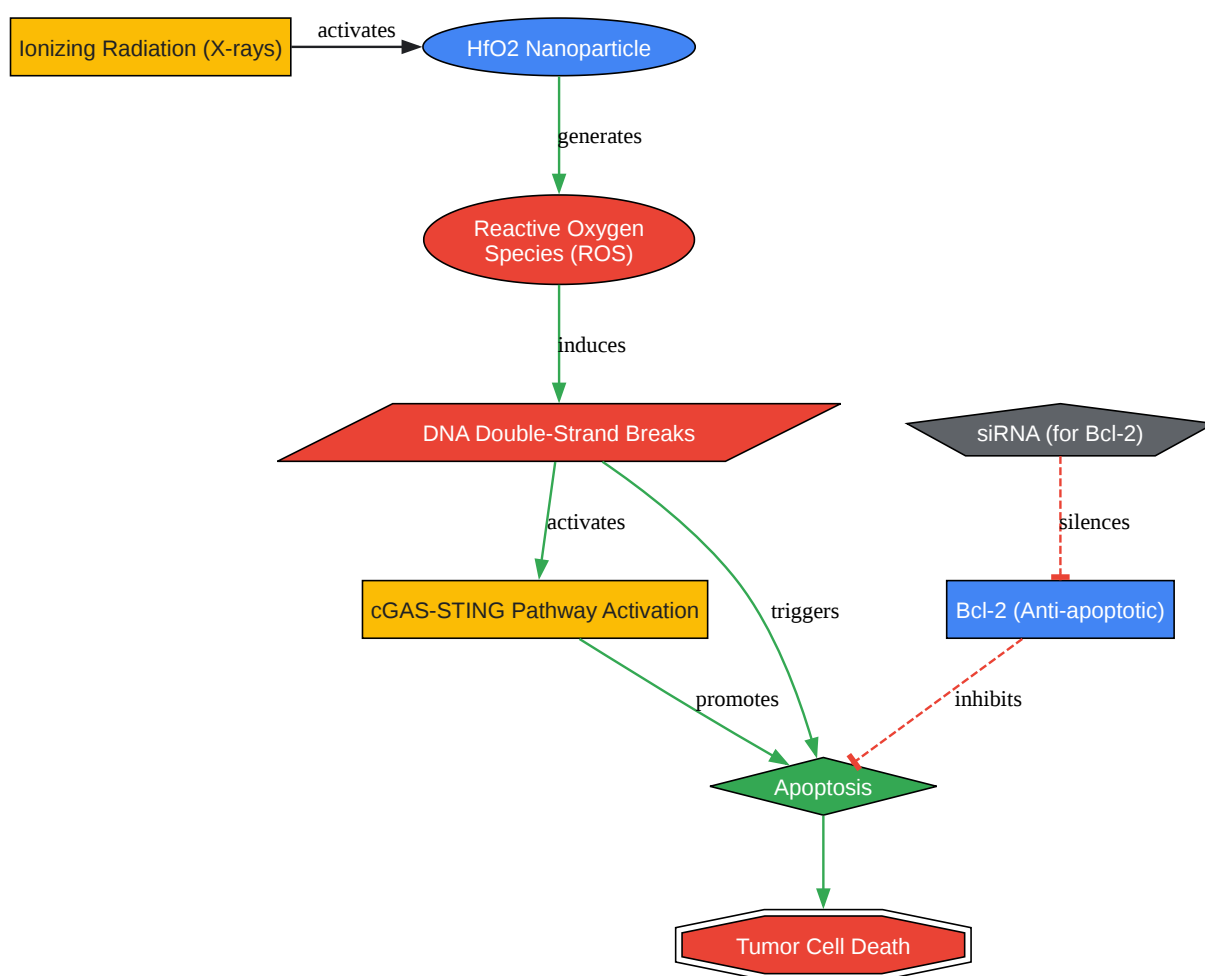 Ionizing Radiation (X-rays)
activates
HfO2 Nanoparticle
generates
Reactive Oxygen
Species (ROS)
induces
DNA Double-Strand Breaks
siRNA (for Bcl-2)
activates
silences
cGAS-STING Pathway Activation
triggers
Bcl-2 (Anti-apoptotic)
promotes
inhibits
Apoptosis
Tumor Cell Death